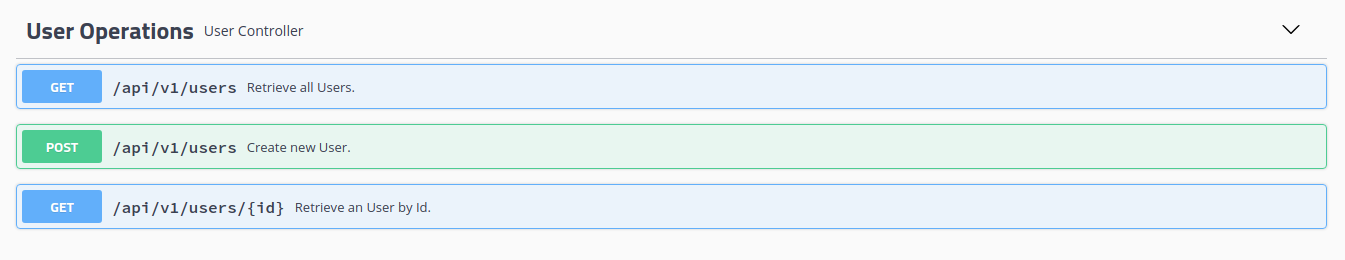 User Operations User Controller
GET /api/v1/users Retrieve all Users.
POST /api/v1/users Create new User.
GET /api/v1/users/{id} Retrieve an User by Id.